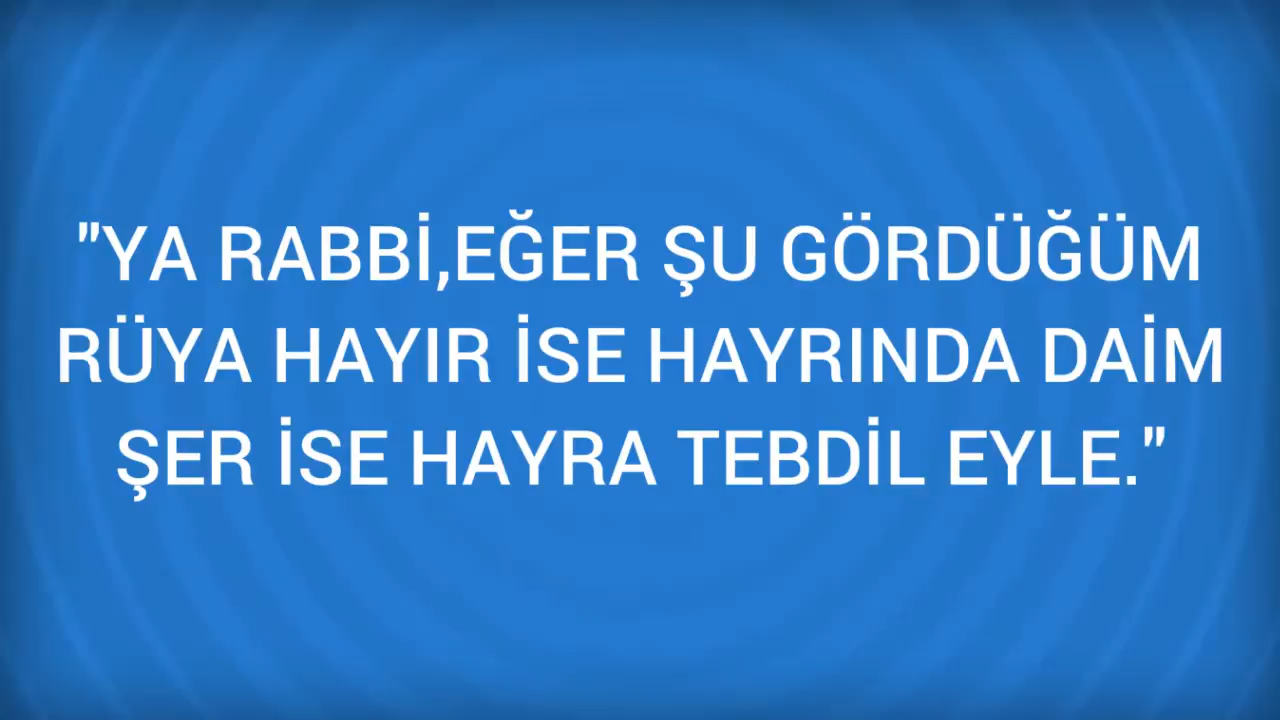 "YA RABBİ,EĞER ŞU GÖRDÜĞÜM
RÜYA HAYIR İSE HAYRINDA DAİM
ŞER İSE HAYRA TEBDİL EYLE."